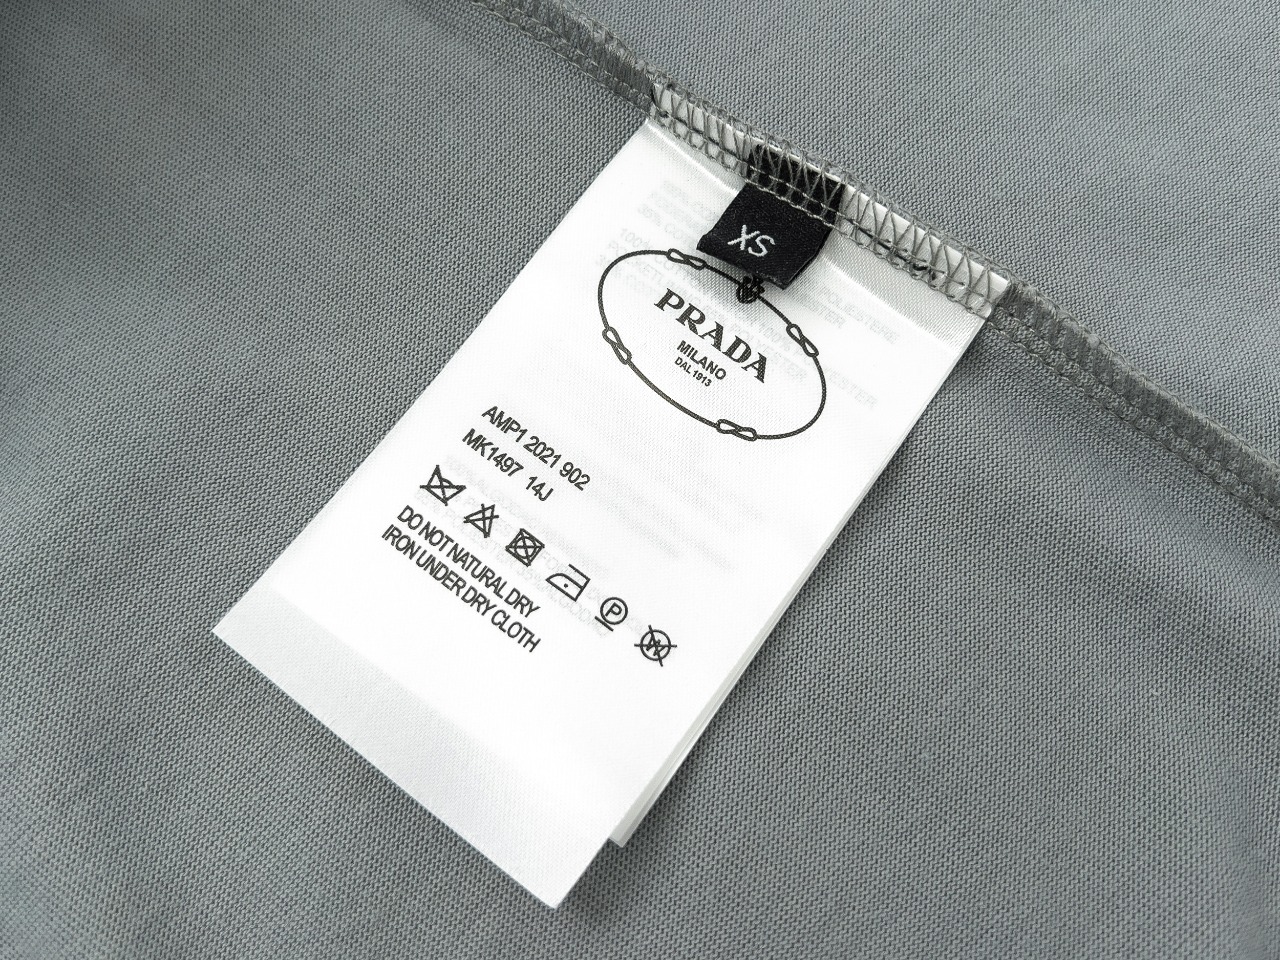 XS
PRADA
MILANO
DAL 1913
AMP1 2021 902
MK1497 14J
P
W
DO NOT NATURAL DRY
IRON UNDER DRY CLOTH